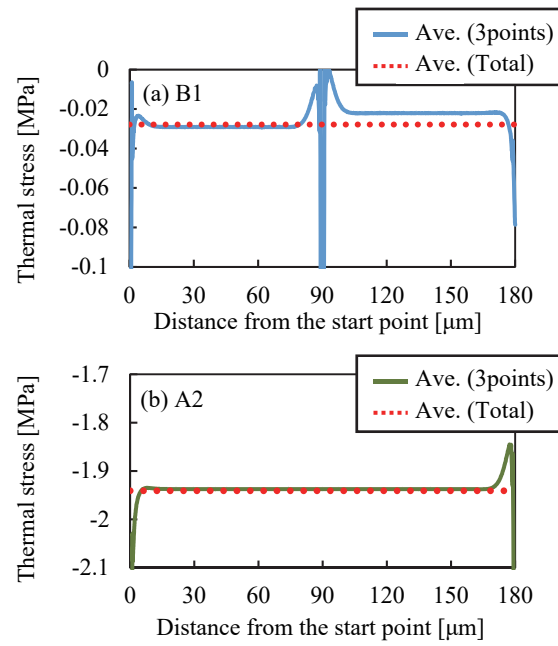 Ave. (3points)
Ave. (Total)
(a) B1
Thermal stress [MPa]
0
-0.02
-0.04
-0.06
-0.08
-0.1
0 30 60 90 120 150 180
Distance from the start point [μm]
Ave. (3points)
Ave. (Total)
(b) A2
Thermal stress [MPa]
-1.7
-1.8
-1.9
-2
-2.1
0 30 60 90 120 150 180
Distance from the start point [μm]